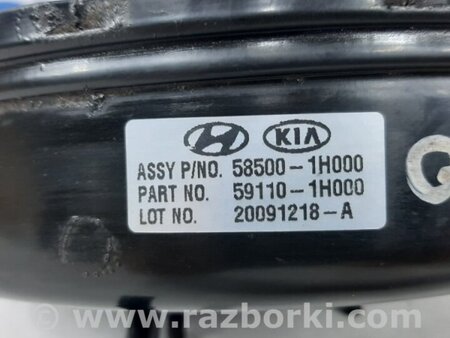 KIA
ASSY P/NO. 58500-1H000
PART NO. 59110-1H000
LOT NO. 20091218-A
G
www.razborki.com